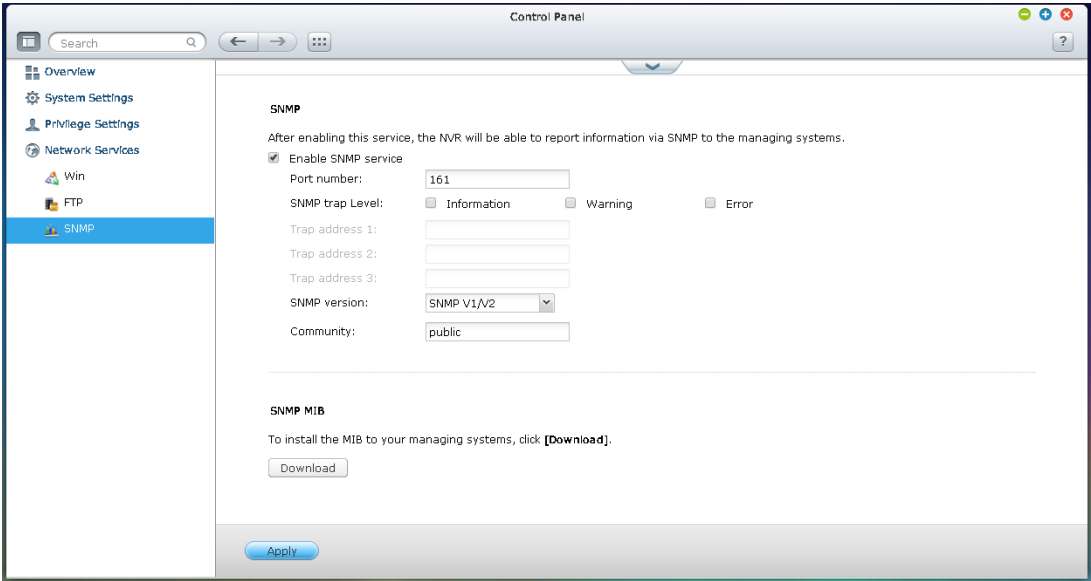 Control Panel
Search
?
Overview
System Settings
Privilege Settings
Network Services
Win
FTP
SNMP
SNMP
After enabling this service, the NVR will be able to report information via SNMP to the managing systems.
Enable SNMP service
Port number: 161
SNMP trap Level: Information Warning Error
Trap address 1:
Trap address 2:
Trap address 3:
SNMP version: SNMP V1/V2
Community: public
SNMP MIB
To install the MIB to your managing systems, click [Download].
Download
Apply